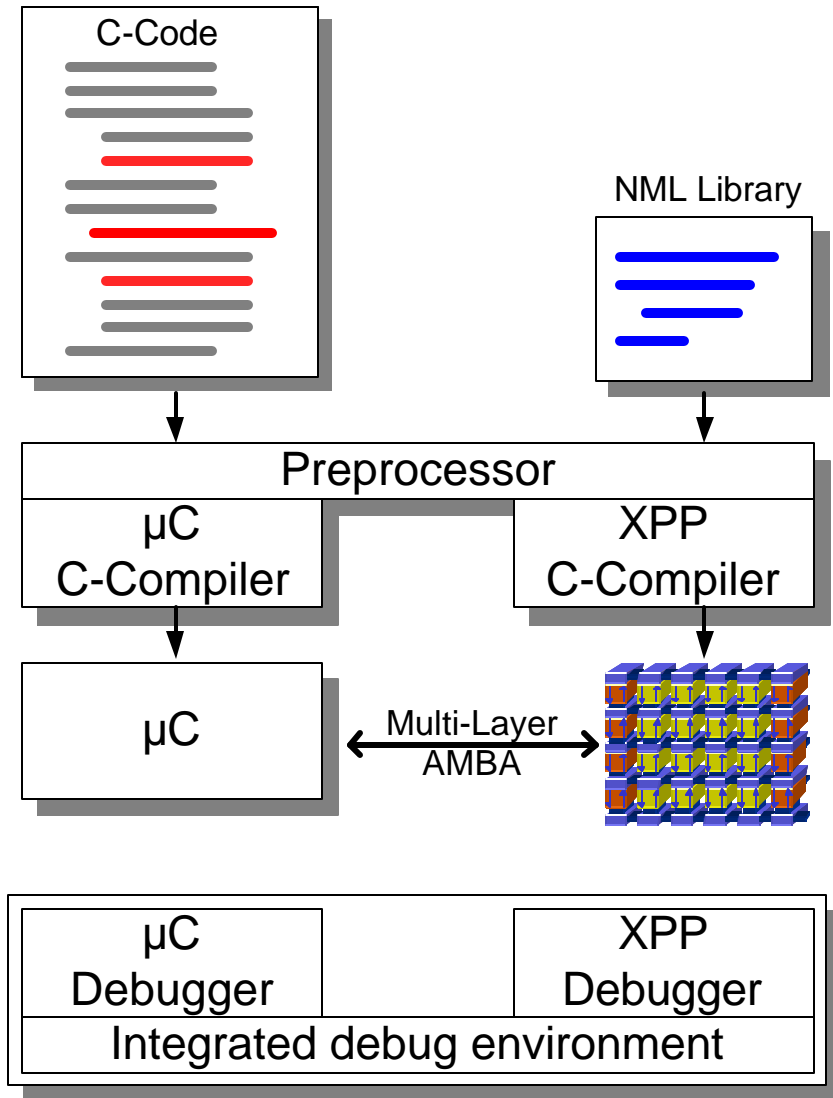 C-Code
NML Library
Preprocessor
µC
C-Compiler
XPP
C-Compiler
µC
Multi-Layer
AMBA
µC
Debugger
XPP
Debugger
Integrated debug environment